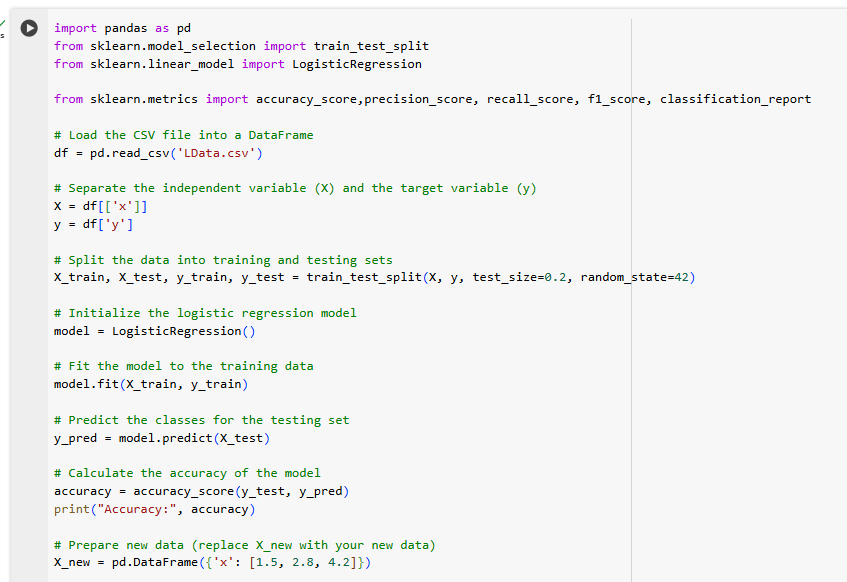 import pandas as pd
from sklearn.model_selection import train_test_split
from sklearn.linear_model import LogisticRegression
from sklearn.metrics import accuracy_score,precision_score, recall_score, f1_score, classification_report
# Load the CSV file into a DataFrame
df = pd.read_csv('LData.csv')
# Separate the independent variable (X) and the target variable (y)
X = df[['x']]
y = df['y']
# Split the data into training and testing sets
X_train, X_test, y_train, y_test = train_test_split(X, y, test_size=0.2, random_state=42)
# Initialize the logistic regression model
model = LogisticRegression()
# Fit the model to the training data
model.fit(X_train, y_train)
# Predict the classes for the testing set
y_pred = model.predict(X_test)
# Calculate the accuracy of the model
accuracy = accuracy_score(y_test, y_pred)
print("Accuracy:", accuracy)
# Prepare new data (replace X_new with your new data)
X_new = pd.DataFrame({'x': [1.5, 2.8, 4.2]})